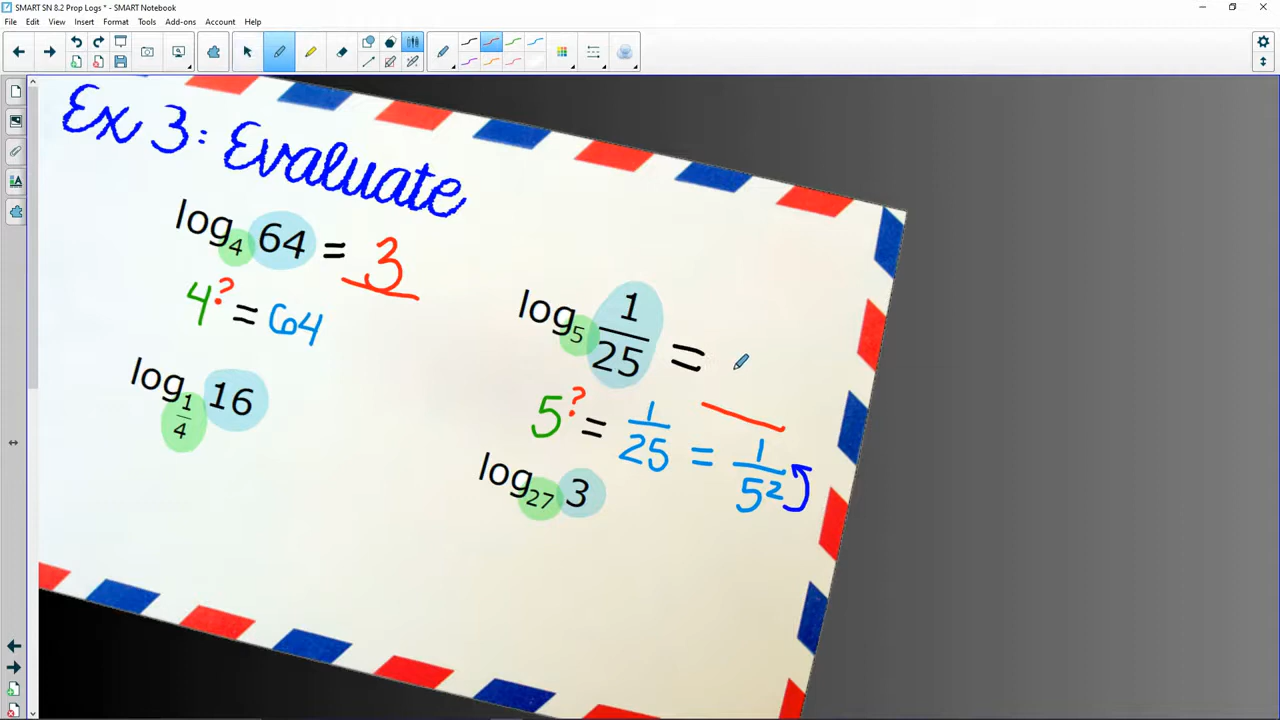 SMART SN 8.2 Prop Logs * - SMART Notebook
File Edit View Insert Format Tools Add-ons Account Help
Ex 3: Evaluate
log₄ 64 = 3
4^? = 64
log_1/4 16
log₅ 1/25 =
5^? = 1/25 = 1/5²
log₂₇ 3